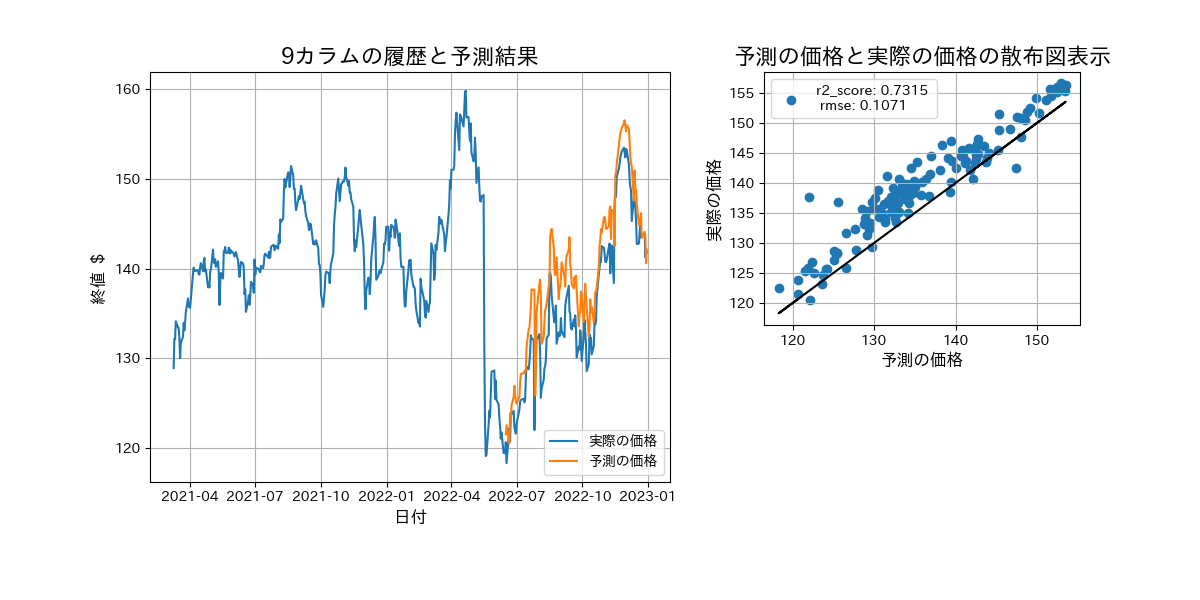 9カラムの履歴と予測結果
終値 $
160
150
140
130
120
2021-04 2021-07 2021-10 2022-01 2022-04 2022-07 2022-10 2023-01
日付
実際の価格
予測の価格
予測の価格と実際の価格の散布図表示
r2_score: 0.7315
rmse: 0.1071
実際の価格
155
150
145
140
135
130
125
120
120 130 140 150
予測の価格